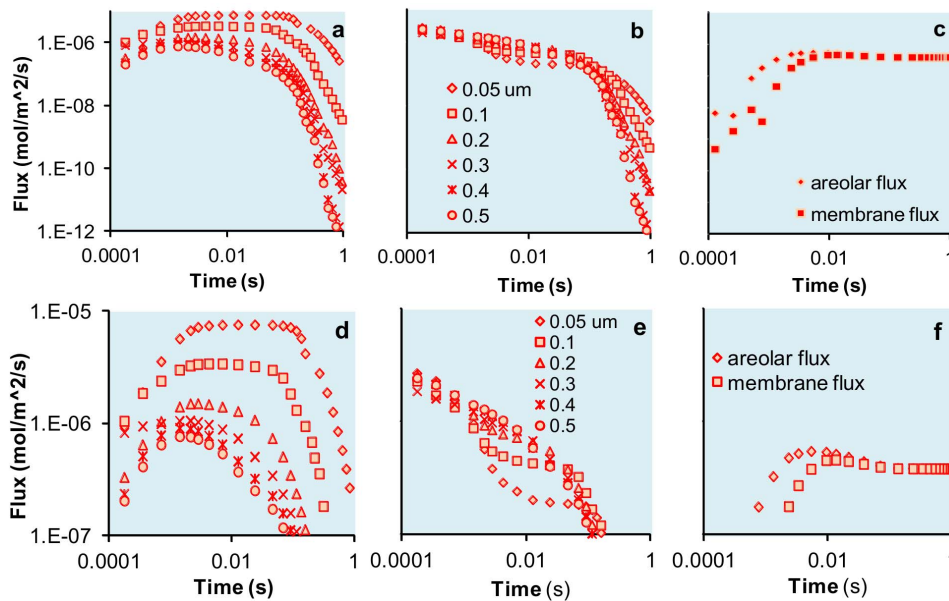 a
b
c
1.E-06
1.E-08
1.E-10
1.E-12
Flux (mol/m^2/s)
0.05 um
0.1
0.2
0.3
0.4
0.5
areolar flux
membrane flux
0.0001 0.01 1
0.0001 0.01 1
0.0001 0.01 1
Time (s)
Time (s)
Time (s)
d
e
f
1.E-05
1.E-06
1.E-07
Flux (mol/m^2/s)
0.05 um
0.1
0.2
0.3
0.4
0.5
areolar flux
membrane flux
0.0001 0.01 1
0.0001 0.01 1
0.0001 0.01 1
Time (s)
Time (s)
Time (s)